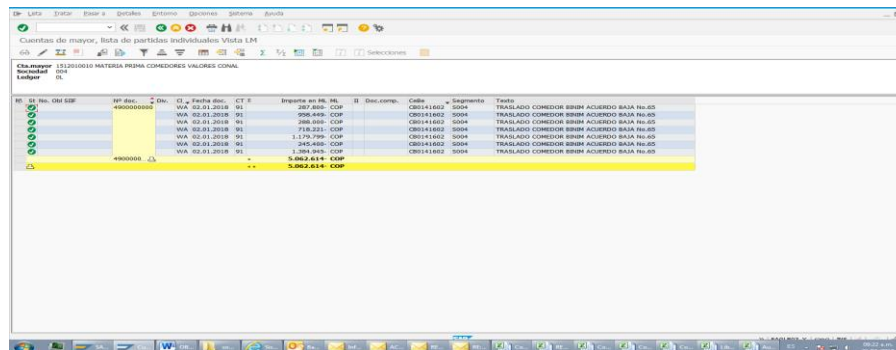 Lista Tratar Pasar a Detalles Entorno Opciones Sistema Ayuda
Cuentas de mayor, lista de partidas individuales Vista LM
Selecciones
Cta.mayor 1512010010 MATERIA PRIMA COMEDORES VALORES CONAL
Sociedad 004
Ledger 0L
St No. Obl SIIF Nº doc. Div. Cl. Fecha doc. CT Importe en ML ML Doc.comp. CeBe Segmento Texto
4900000000 WA 02.01.2018 91 287.800- COP CB0141602 S004 TRASLADO COMEDOR BINIM ACUERDO BAJA No.65
WA 02.01.2018 91 958.449- COP CB0141602 S004 TRASLADO COMEDOR BINIM ACUERDO BAJA No.65
WA 02.01.2018 91 288.000- COP CB0141602 S004 TRASLADO COMEDOR BINIM ACUERDO BAJA No.65
WA 02.01.2018 91 718.221- COP CB0141602 S004 TRASLADO COMEDOR BINIM ACUERDO BAJA No.65
WA 02.01.2018 91 1.179.799- COP CB0141602 S004 TRASLADO COMEDOR BINIM ACUERDO BAJA No.65
WA 02.01.2018 91 245.400- COP CB0141602 S004 TRASLADO COMEDOR BINIM ACUERDO BAJA No.65
WA 02.01.2018 91 1.384.945- COP CB0141602 S004 TRASLADO COMEDOR BINIM ACUERDO BAJA No.65
4900000 * 5.062.614- COP
** 5.062.614- COP
SAP
ES 06:22 p.m.